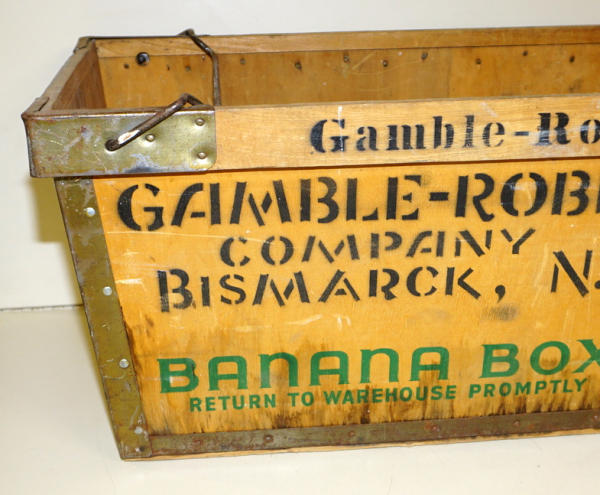 Gamble-Ro
GAMBLE-ROB
COMPANY
BISMARCK, N.
BANANA BOX
RETURN TO WAREHOUSE PROMPTLY